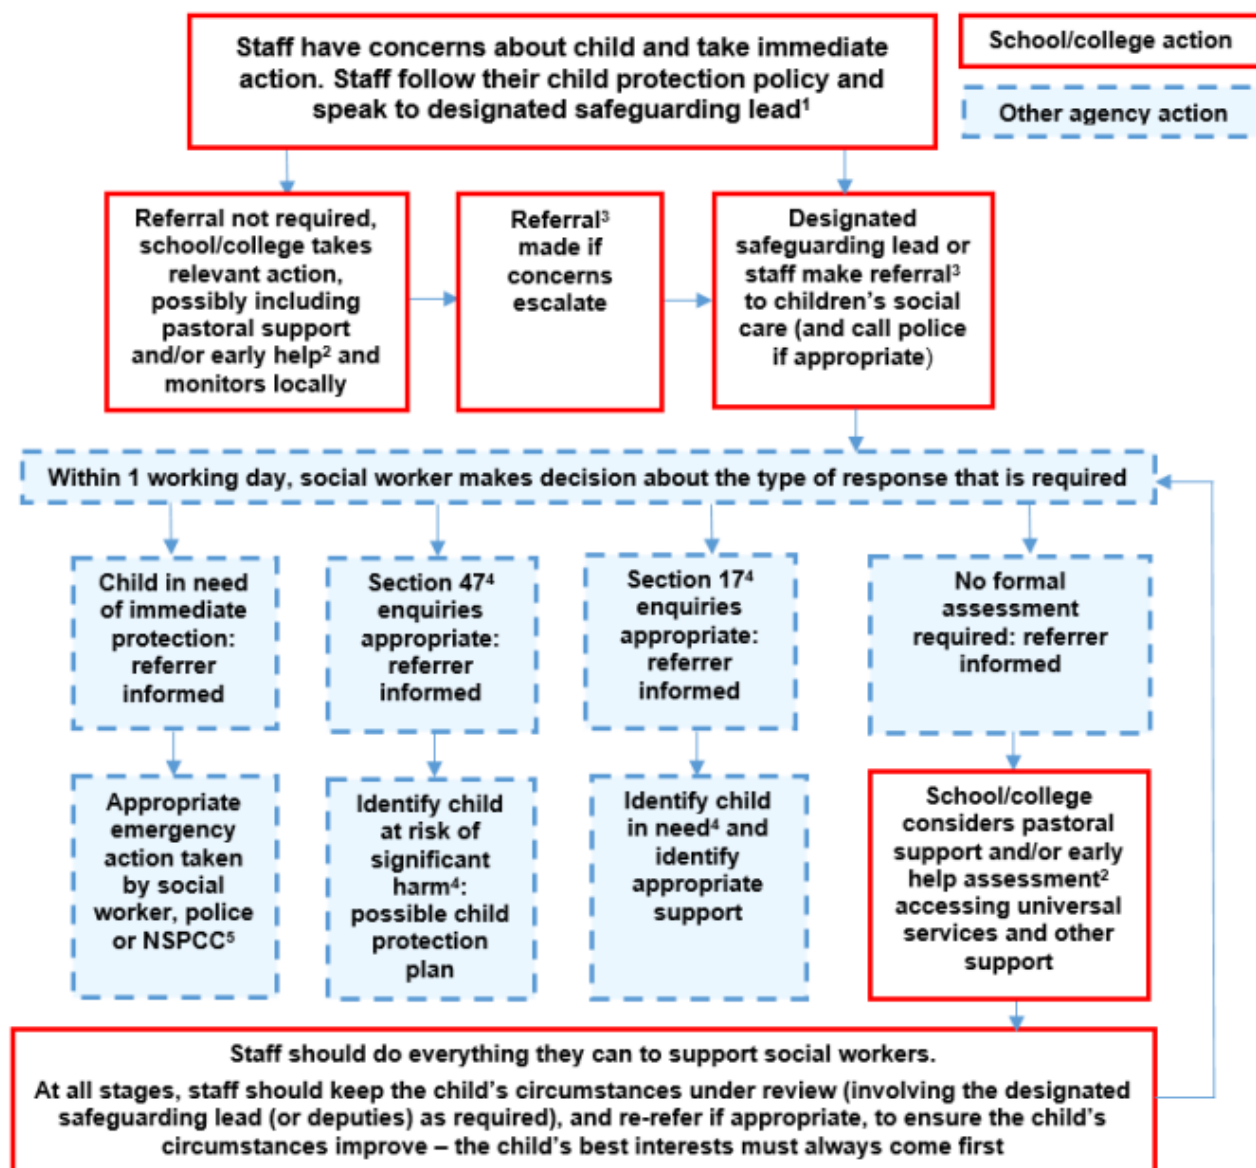 Staff have concerns about child and take immediate
action. Staff follow their child protection policy and
speak to designated safeguarding lead¹
School/college action
Other agency action
Referral not required,
school/college takes
relevant action,
possibly including
pastoral support
and/or early help² and
monitors locally
Referral³
made if
concerns
escalate
Designated
safeguarding lead or
staff make referral³
to children’s social
care (and call police
if appropriate)
Within 1 working day, social worker makes decision about the type of response that is required
Child in need
of immediate
protection:
referrer
informed
Section 47⁴
enquiries
appropriate:
referrer
informed
Section 17⁴
enquiries
appropriate:
referrer
informed
No formal
assessment
required: referrer
informed
Appropriate
emergency
action taken
by social
worker, police
or NSPCC⁵
Identify child
at risk of
significant
harm⁴:
possible child
protection
plan
Identify child
in need⁴ and
identify
appropriate
support
School/college
considers pastoral
support and/or early
help assessment²
accessing universal
services and other
support
Staff should do everything they can to support social workers.
At all stages, staff should keep the child’s circumstances under review (involving the designated
safeguarding lead (or deputies) as required), and re-refer if appropriate, to ensure the child’s
circumstances improve – the child’s best interests must always come first